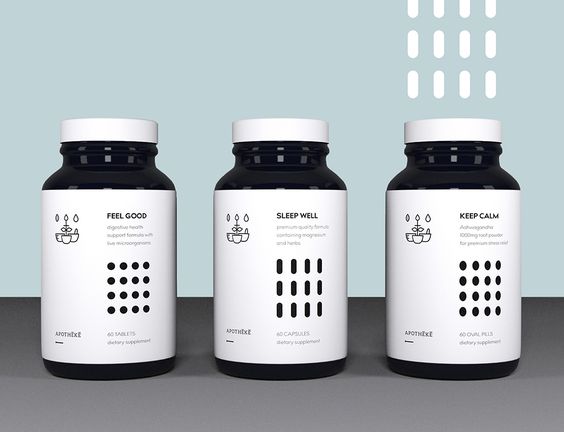 FEEL GOOD
digestive health
support formula with
live microorganisms
APOTHĒKĒ
60 TABLETS
dietary supplement
SLEEP WELL
premium quality formula
containing magnesium
and herbs
APOTHĒKĒ
60 CAPSULES
dietary supplement
KEEP CALM
Ashwagandha
1000mg root powder
for premium stress relief
APOTHĒKĒ
60 OVAL PILLS
dietary supplement